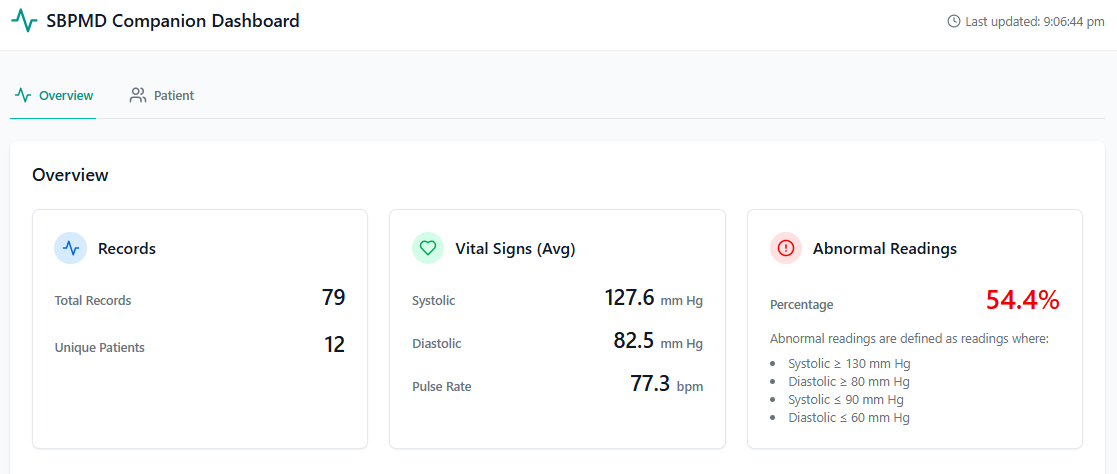 SBPMD Companion Dashboard
Last updated: 9:06:44 pm
Overview
Patient
Overview
Records
Total Records 79
Unique Patients 12
Vital Signs (Avg)
Systolic 127.6 mm Hg
Diastolic 82.5 mm Hg
Pulse Rate 77.3 bpm
Abnormal Readings
Percentage 54.4%
Abnormal readings are defined as readings where:
• Systolic ≥ 130 mm Hg
• Diastolic ≥ 80 mm Hg
• Systolic ≤ 90 mm Hg
• Diastolic ≤ 60 mm Hg